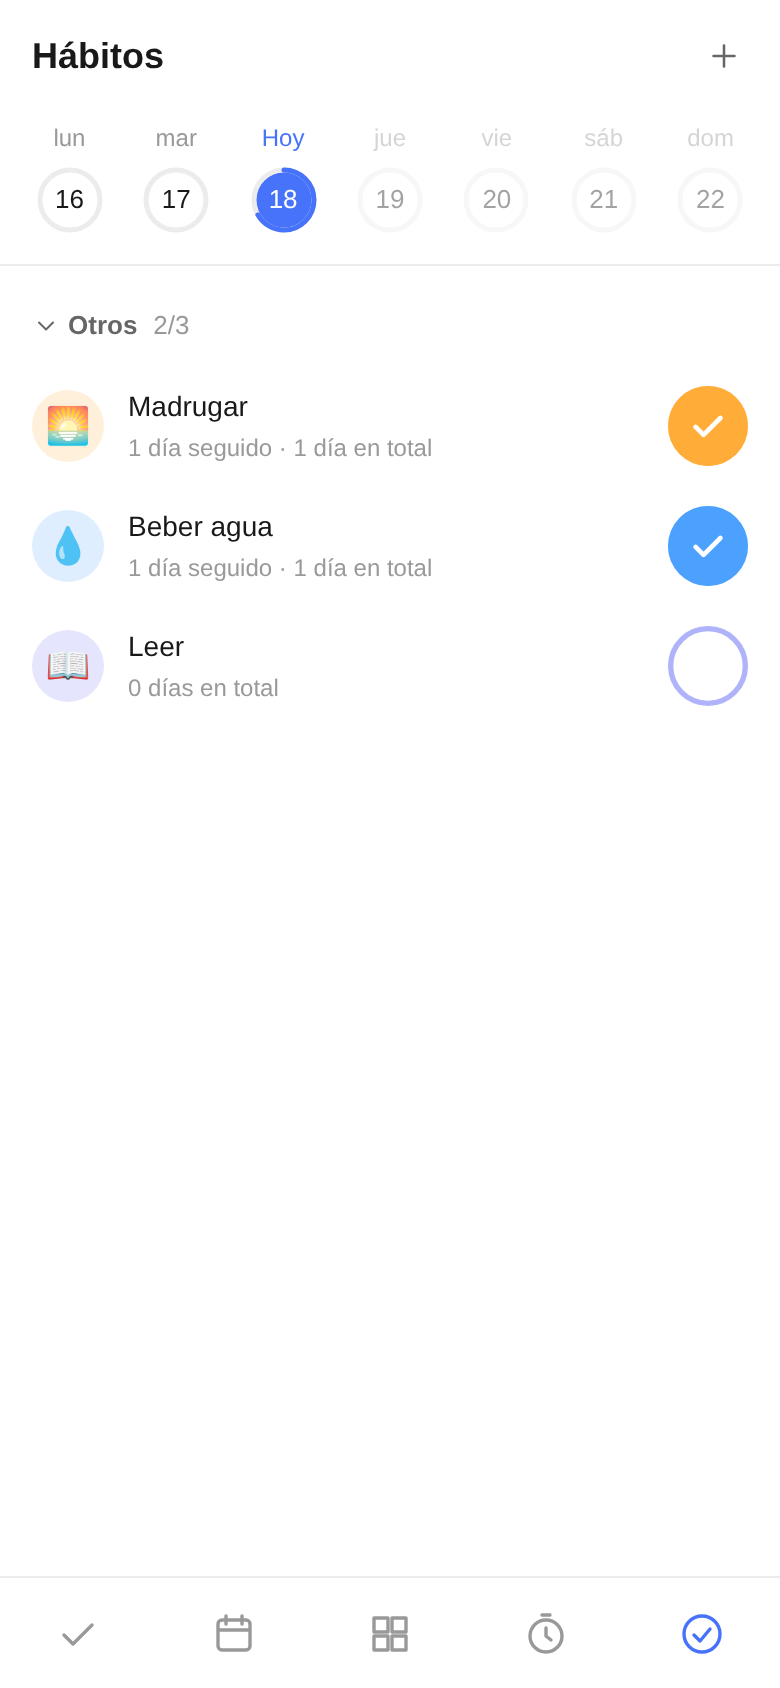 Hábitos
lun mar Hoy jue vie sáb dom
16 17 18 19 20 21 22
Otros 2/3
Madrugar
1 día seguido · 1 día en total
Beber agua
1 día seguido · 1 día en total
Leer
0 días en total